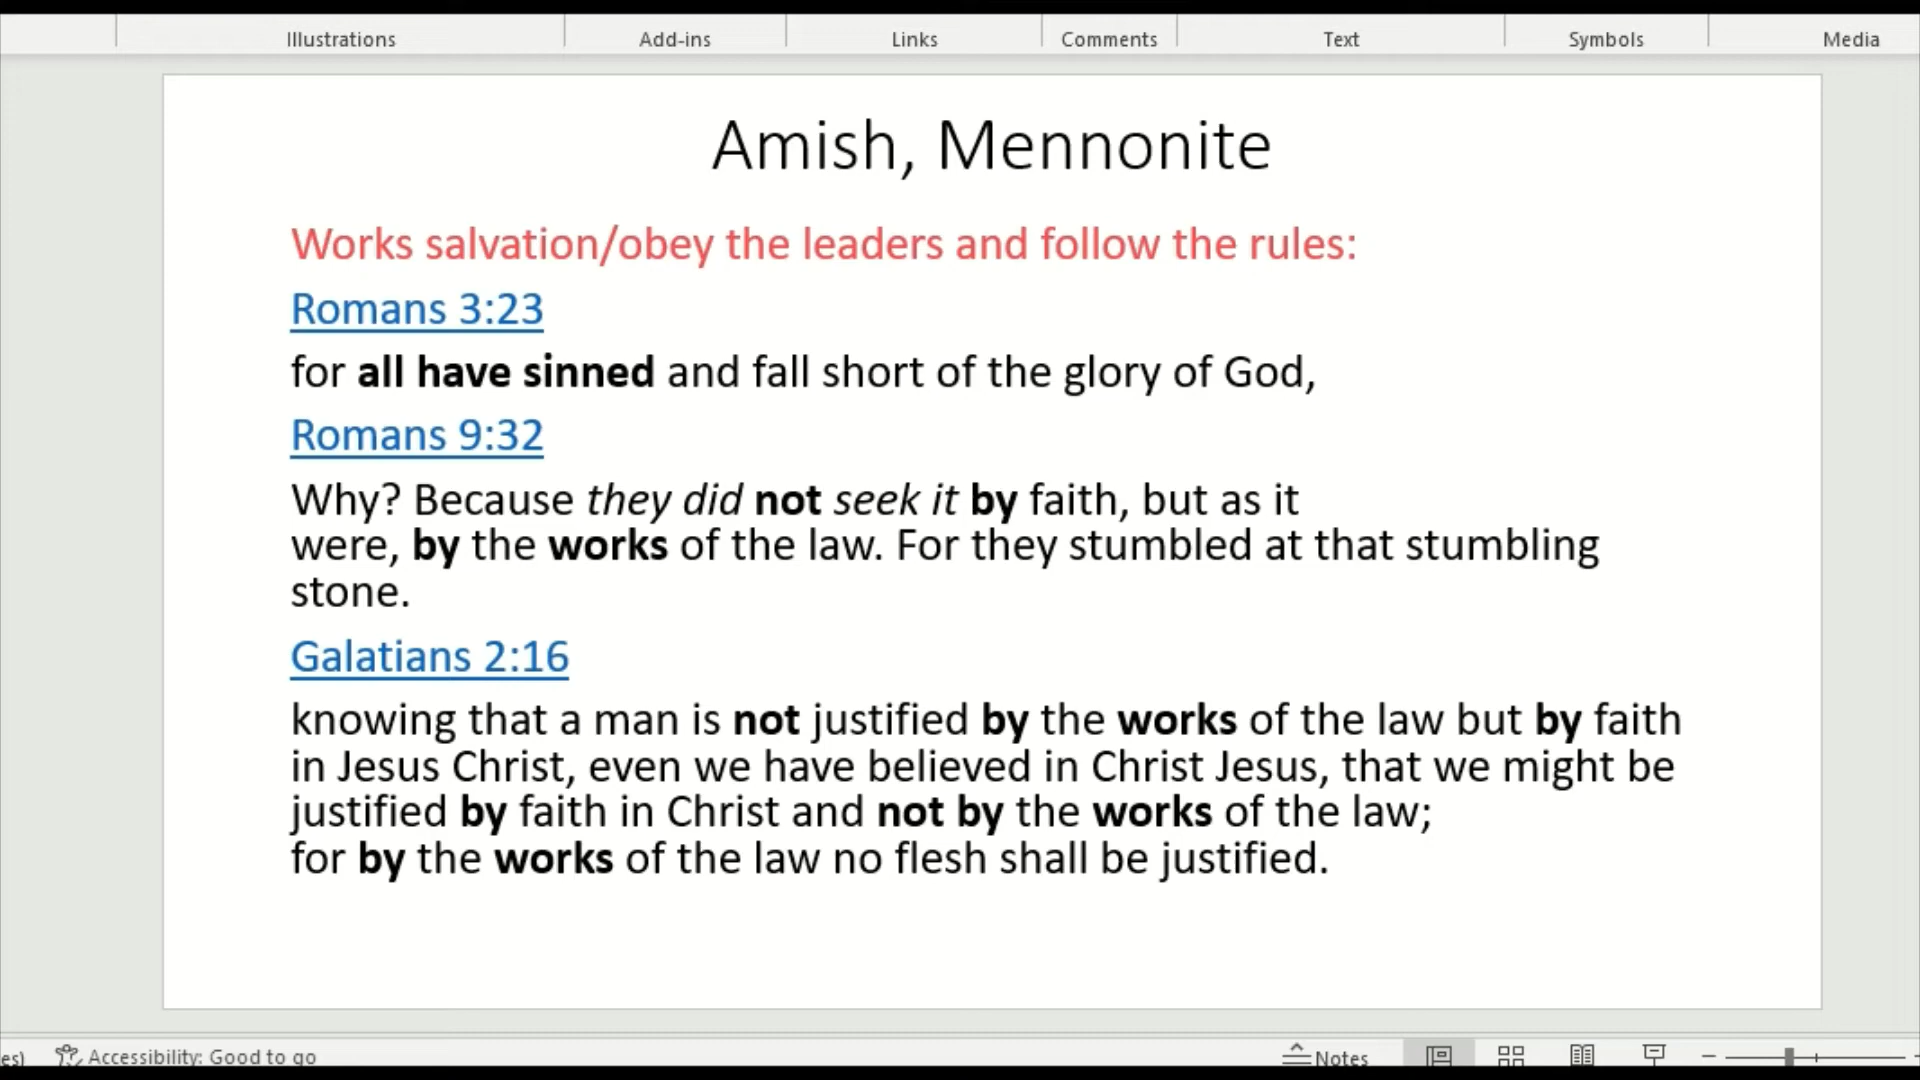 Illustrations Add-ins Links Comments Text Symbols Media
Amish, Mennonite
Works salvation/obey the leaders and follow the rules:
Romans 3:23
for all have sinned and fall short of the glory of God,
Romans 9:32
Why? Because they did not seek it by faith, but as it
were, by the works of the law. For they stumbled at that stumbling
stone.
Galatians 2:16
knowing that a man is not justified by the works of the law but by faith
in Jesus Christ, even we have believed in Christ Jesus, that we might be
justified by faith in Christ and not by the works of the law;
for by the works of the law no flesh shall be justified.
es) Accessibility: Good to go Notes